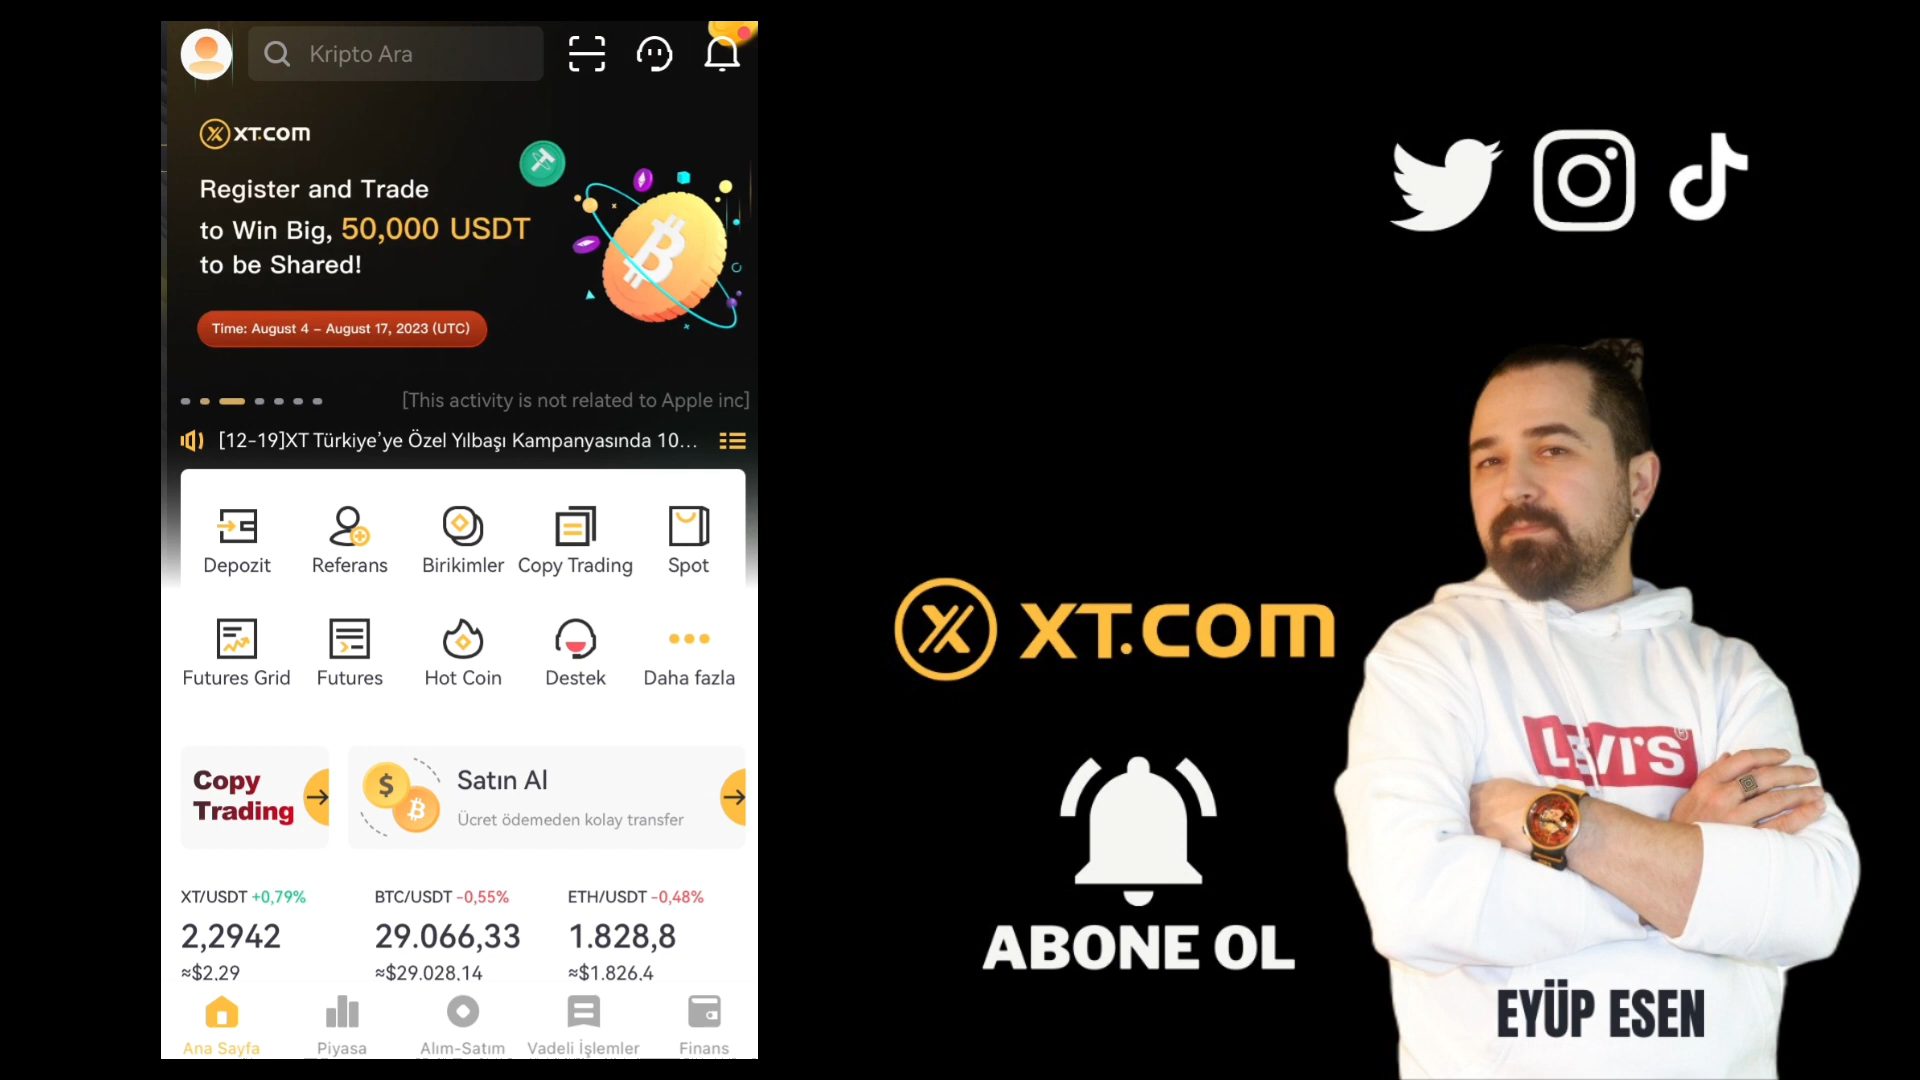 Kripto Ara
XT.COM
Register and Trade
to Win Big, 50,000 USDT
to be Shared!
Time: August 4 – August 17, 2023 (UTC)
[This activity is not related to Apple inc]
[12-19]XT Türkiye’ye Özel Yılbaşı Kampanyasında 10...
Depozit
Referans
Birikimler
Copy Trading
Spot
Futures Grid
Futures
Hot Coin
Destek
Daha fazla
Copy
Trading
Satın Al
Ücret ödemeden kolay transfer
XT/USDT +0,79%
2,2942
≈$2.29
BTC/USDT -0,55%
29.066,33
≈$29.028,14
ETH/USDT -0,48%
1.828,8
≈$1.826,4
Ana Sayfa
Piyasa
Alım-Satım
Vadeli İşlemler
Finans
XT.COM
ABONE OL
LEVI'S
EYÜP ESEN